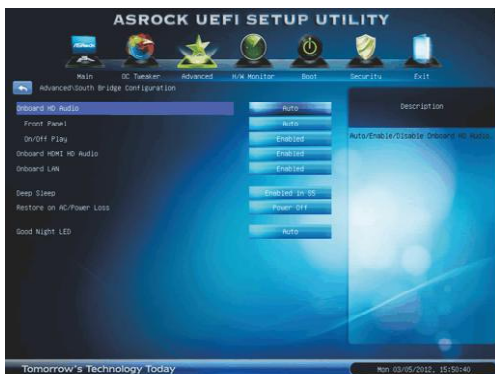 ASROCK UEFI SETUP UTILITY
ASRock
Main OC Tweaker Advanced H/W Monitor Boot Security Exit
Advanced\South Bridge Configuration
Description
Onboard HD Audio Auto
Front Panel Auto
On/Off Play Enabled
Auto/Enable/Disable Onboard HD Audio.
Onboard HDMI HD Audio Enabled
Onboard LAN Enabled
Deep Sleep Enabled in S5
Restore on AC/Power Loss Power Off
Good Night LED Auto
Tomorrow's Technology Today
Mon 03/05/2012, 15:50:40